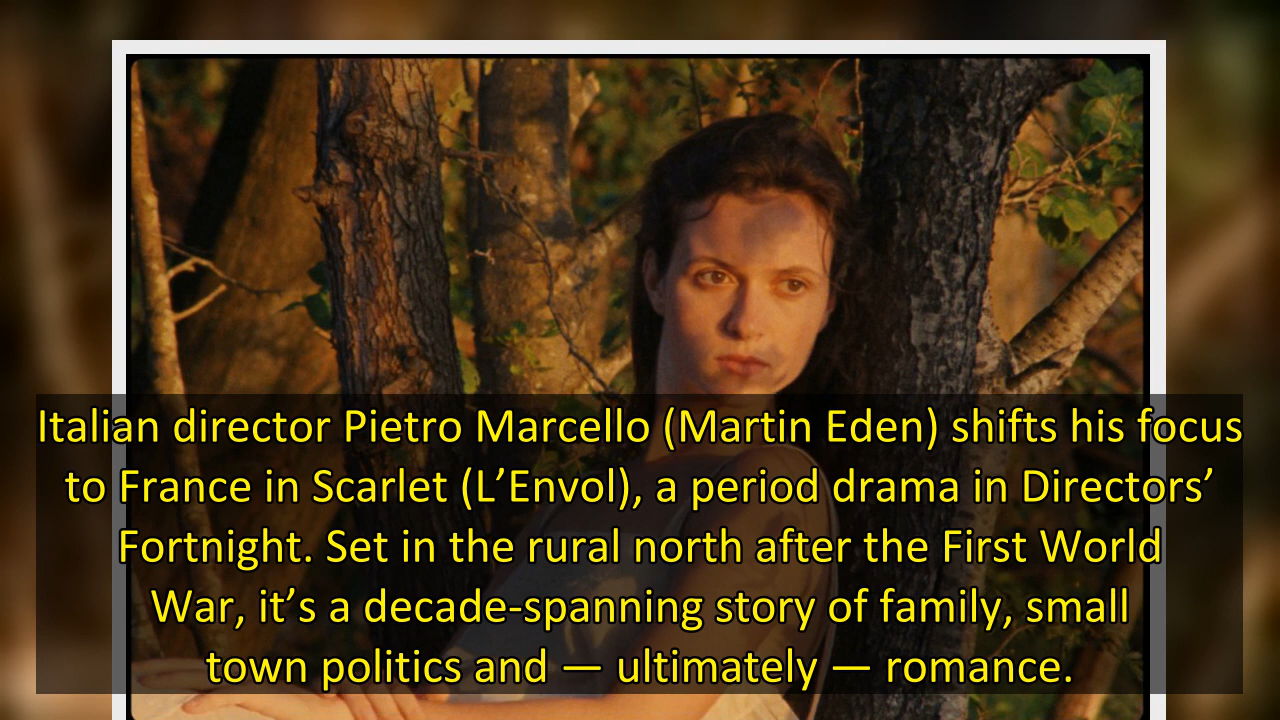 Italian director Pietro Marcello (Martin Eden) shifts his focus
to France in Scarlet (L’Envol), a period drama in Directors’
Fortnight. Set in the rural north after the First World
War, it’s a decade-spanning story of family, small
town politics and — ultimately — romance.